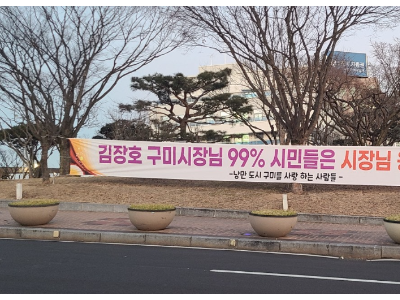 김장호 구미시장님 99% 시민들은 시장님
-낭만 도시 구미를 사랑 하는 사람들-